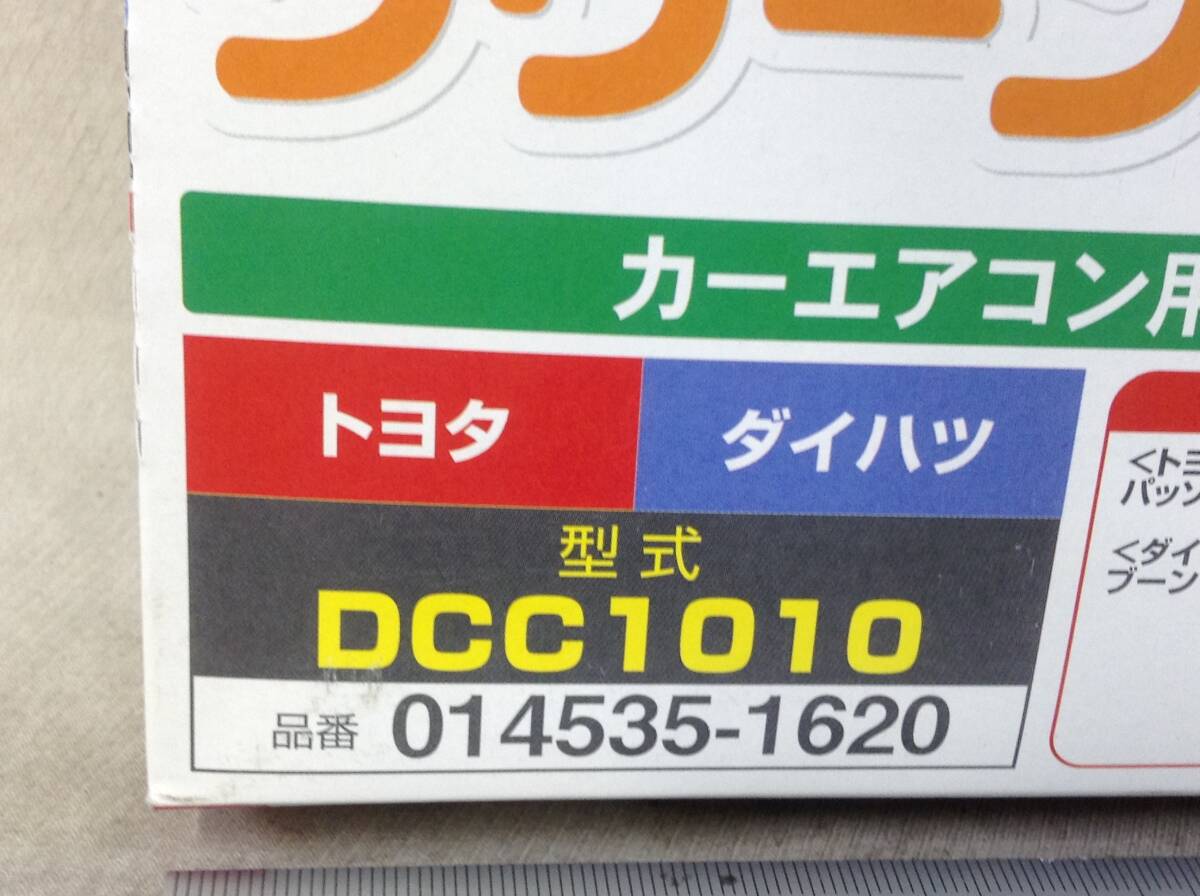 カーエアコン用
トヨタ ダイハツ
型式
DCC1010
品番 014535-1620
<トヨ
パッソ
<ダイ
ブーン